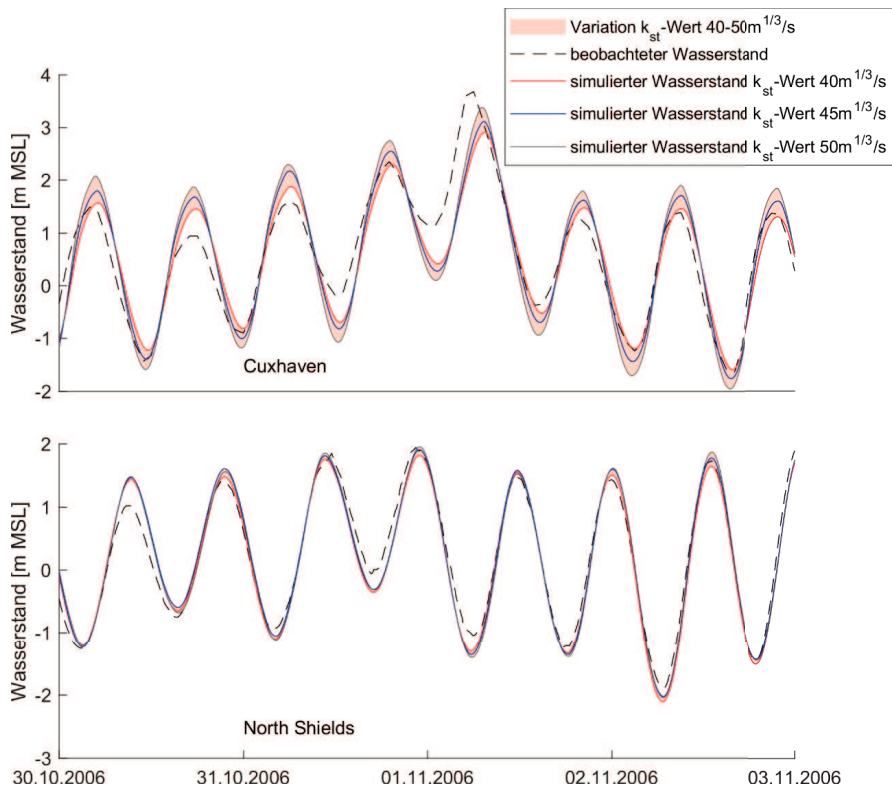 Variation k_st-Wert 40-50m^1/3/s
beobachteter Wasserstand
simulierter Wasserstand k_st-Wert 40m^1/3/s
simulierter Wasserstand k_st-Wert 45m^1/3/s
simulierter Wasserstand k_st-Wert 50m^1/3/s
Wasserstand [m MSL]
4
3
2
1
0
-1
-2
Cuxhaven
Wasserstand [m MSL]
2
1
0
-1
-2
-3
North Shields
30.10.2006 31.10.2006 01.11.2006 02.11.2006 03.11.2006